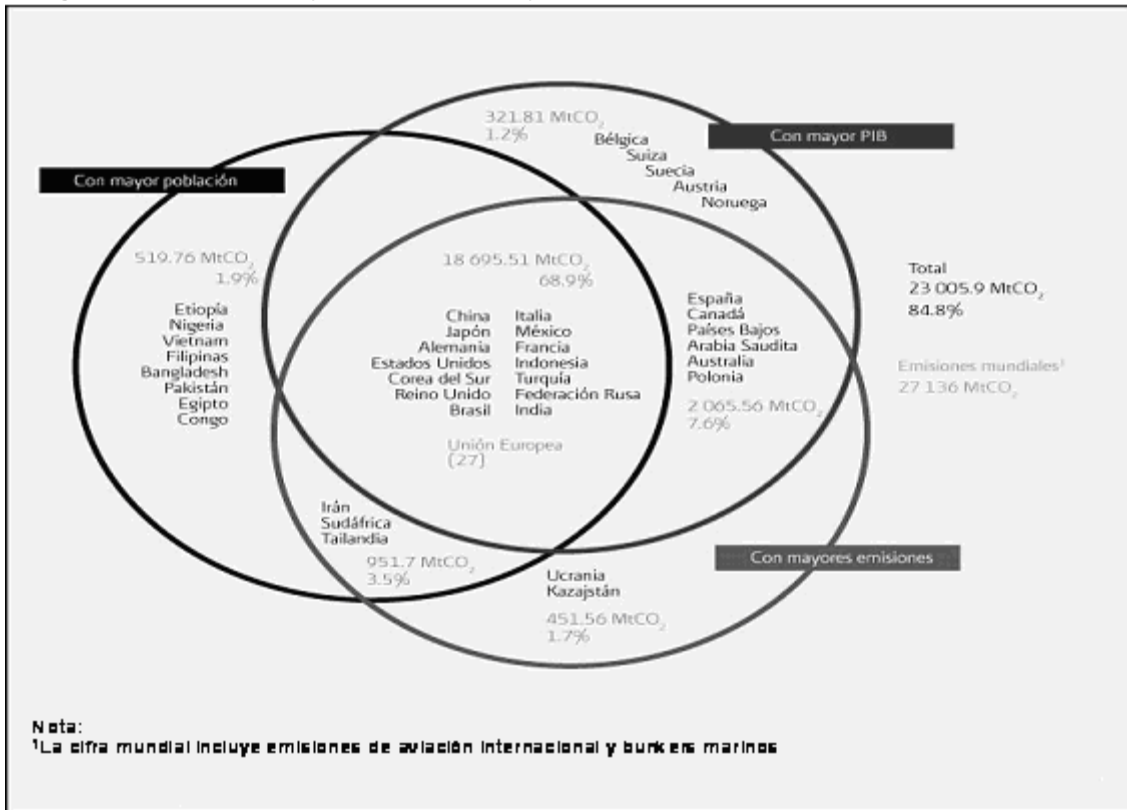 321.81 MtCO₂
1.2%
Bélgica
Suiza
Suecia
Austria
Noruega
Con mayor PIB
Con mayor población
519.76 MtCO₂
1.9%
Etiopía
Nigeria
Vietnam
Filipinas
Bangladesh
Pakistán
Egipto
Congo
18 695.51 MtCO₂
68.9%
China Italia
Japón México
Alemania Francia
Estados Unidos Indonesia
Corea del Sur Turquía
Reino Unido Federación Rusa
Brasil India
Unión Europea
(27)
España
Canadá
Países Bajos
Arabia Saudita
Australia
Polonia
2 065.56 MtCO₂
7.6%
Total
23 005.9 MtCO₂
84.8%
Emisiones mundiales¹
27 136 MtCO₂
Irán
Sudáfrica
Tailandia
951.7 MtCO₂
3.5%
Con mayores emisiones
Ucrania
Kazajstán
451.56 MtCO₂
1.7%
Nota:
¹La cifra mundial incluye emisiones de aviación internacional y bunkers marinos